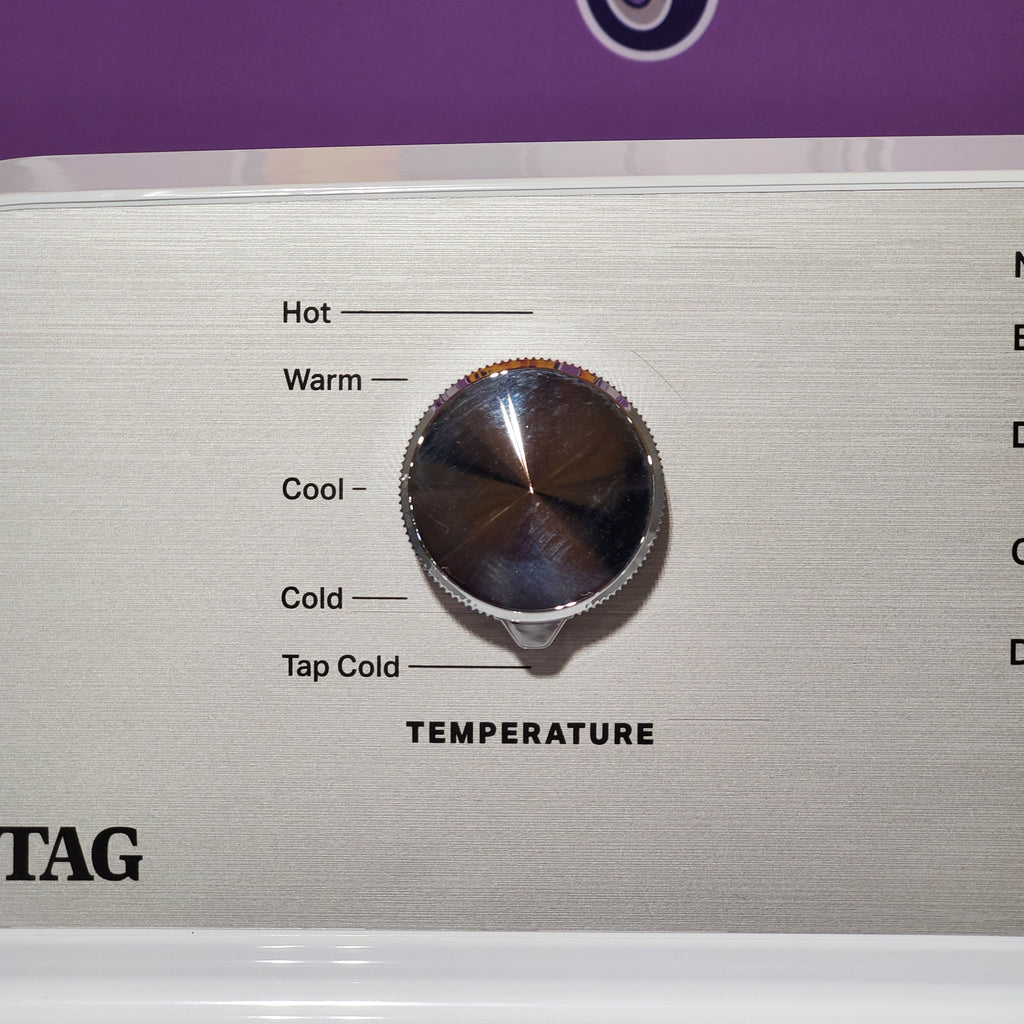 Hot
Warm
Cool
Cold
Tap Cold
TEMPERATURE
TAG